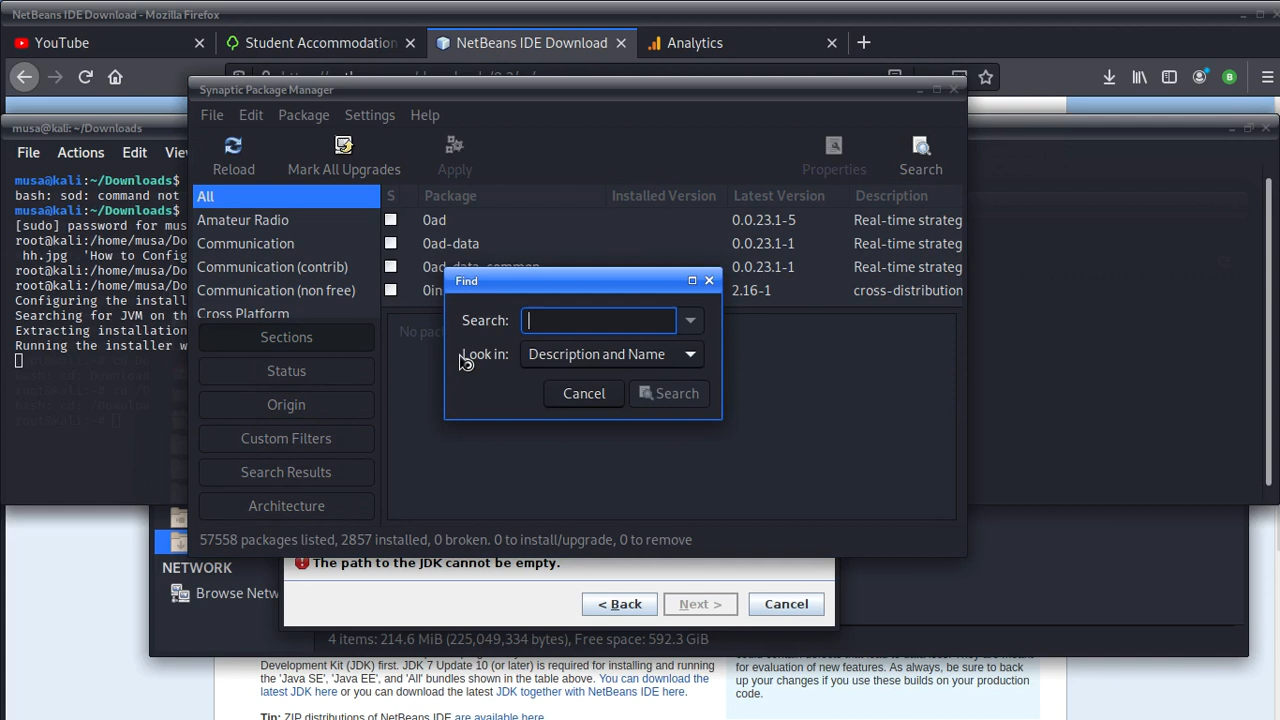 NetBeans IDE Download - Mozilla Firefox
YouTube
Student Accommodation
NetBeans IDE Download
Analytics
Synaptic Package Manager
File Edit Package Settings Help
Reload
Mark All Upgrades
Apply
Properties
Search
musa@kali: ~/Downloads
File Actions Edit
musa@kali:~/Downloads$
bash: sod: command not
musa@kali:~/Downloads$
[sudo] password for mus
root@kali:/home/musa/Do
hh.jpg 'How to Config
root@kali:/home/musa/Do
root@kali:/home/musa/Do
Configuring the install
Searching for JVM on th
Extracting installation
Running the installer w
All
Amateur Radio
Communication
Communication (contrib)
Communication (non free)
Cross Platform
Sections
Status
Origin
Custom Filters
Search Results
Architecture
S Package Installed Version Latest Version Description
0ad 0.0.23.1-5 Real-time strateg
0ad-data 0.0.23.1-1 Real-time strateg
0ad-data-common 0.0.23.1-1 Real-time strateg
2.16-1 cross-distribution
Find
Search:
Look in: Description and Name
Cancel Search
57558 packages listed, 2857 installed, 0 broken. 0 to install/upgrade, 0 to remove
The path to the JDK cannot be empty.
< Back Next > Cancel
NETWORK
Browse Netw
4 items: 214.6 MiB (225,049,334 bytes), Free space: 592.3 GiB
Development Kit (JDK) first. JDK 7 Update 10 (or later) is required for installing and running
the 'Java SE', 'Java EE', and 'All' bundles shown in the table above. You can download the
latest JDK here or you can download the latest JDK together with NetBeans IDE here.
Tip: ZIP distributions of NetBeans IDE are available here.
for evaluation of new features. As always, be sure to back
up your changes if you use these builds on your production
code.